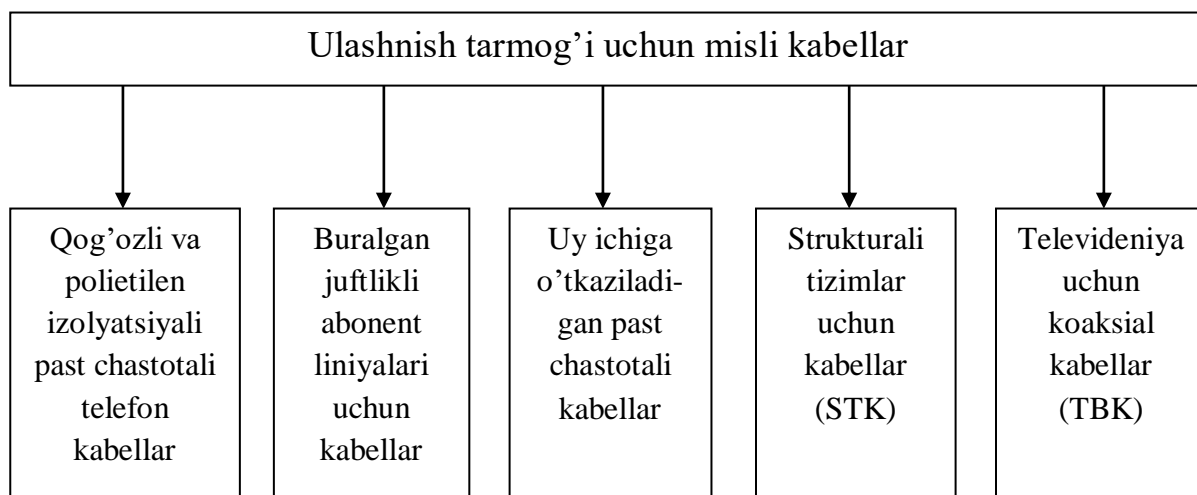 Ulashnish tarmog’i uchun misli kabellar
Qog’ozli va
polietilen
izolyatsiyali
past chastotali
telefon
kabellar
Buralgan
juftlikli
abonent
liniyalari
uchun
kabellar
Uy ichiga
o’tkaziladi-
gan past
chastotali
kabellar
Strukturali
tizimlar
uchun
kabellar
(STK)
Televideniya
uchun
koaksial
kabellar
(TBK)